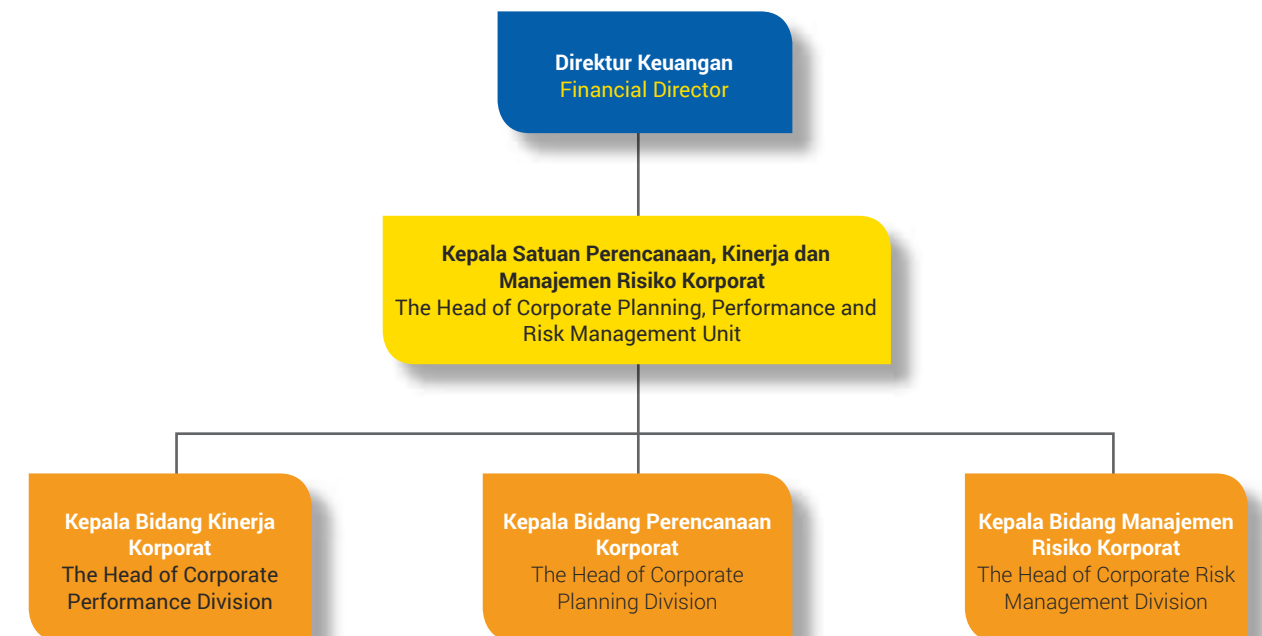 Direktur Keuangan
Financial Director
Kepala Satuan Perencanaan, Kinerja dan
Manajemen Risiko Korporat
The Head of Corporate Planning, Performance and
Risk Management Unit
Kepala Bidang Kinerja
Korporat
The Head of Corporate
Performance Division
Kepala Bidang Perencanaan
Korporat
The Head of Corporate
Planning Division
Kepala Bidang Manajemen
Risiko Korporat
The Head of Corporate Risk
Management Division